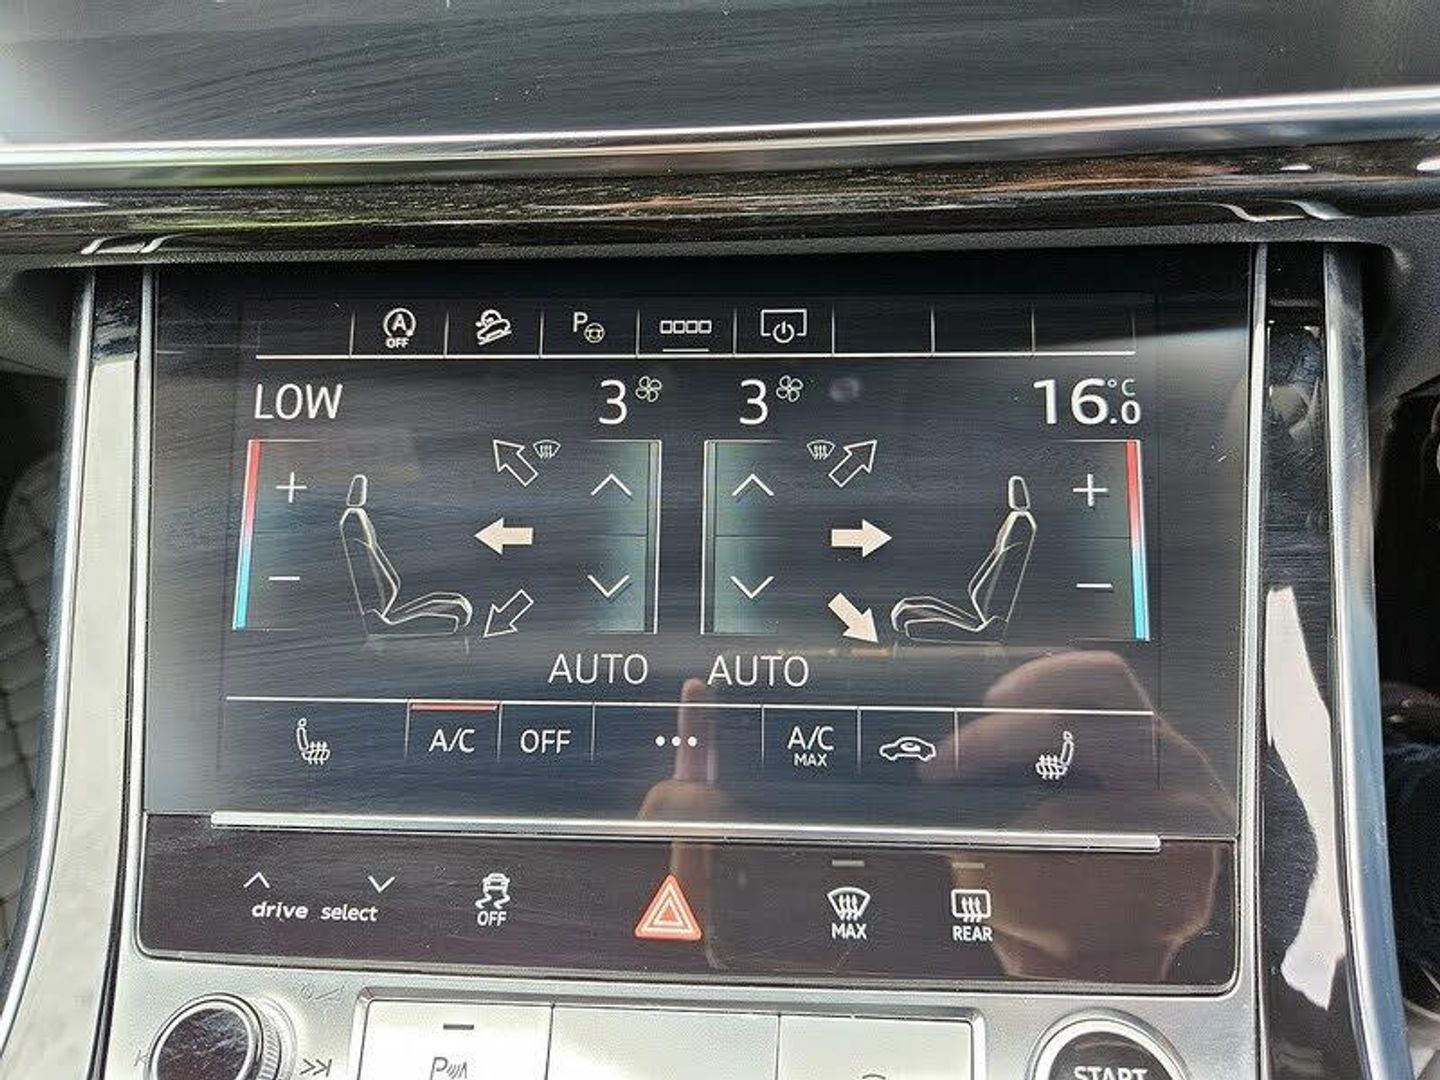 A
OFF
P
LOW 3 3 16.0 °C
AUTO AUTO
A/C OFF ••• A/C
MAX
drive select OFF MAX REAR
P START